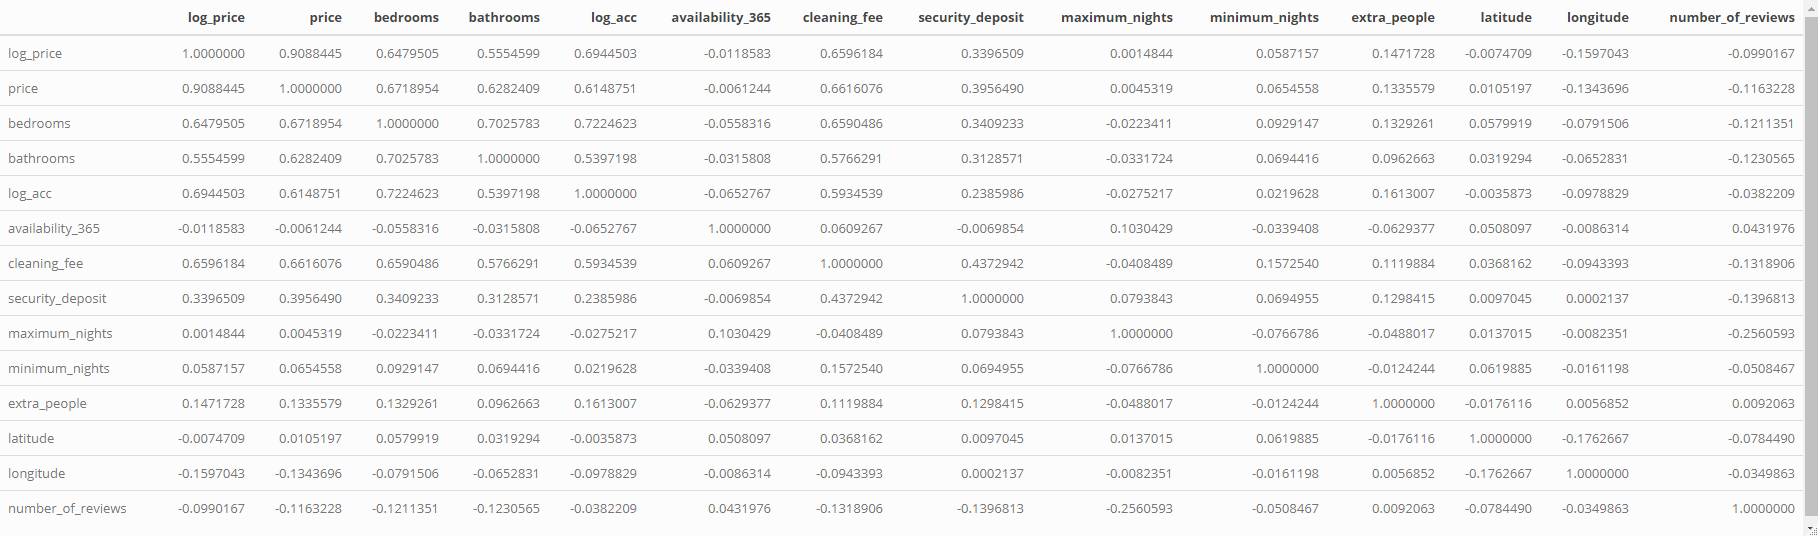 log_price price bedrooms bathrooms log_acc availability_365 cleaning_fee security_deposit maximum_nights minimum_nights extra_people latitude longitude number_of_reviews
log_price 1.0000000 0.9088445 0.6479505 0.5554599 0.6944503 -0.0118583 0.6596184 0.3396509 0.0014844 0.0587157 0.1471728 -0.0074709 -0.1597043 -0.0990167
price 0.9088445 1.0000000 0.6718954 0.6282409 0.6148751 -0.0061244 0.6616076 0.3956490 0.0045319 0.0654558 0.1335579 0.0105197 -0.1343696 -0.1163228
bedrooms 0.6479505 0.6718954 1.0000000 0.7025783 0.7224623 -0.0558316 0.6590486 0.3409233 -0.0223411 0.0929147 0.1329261 0.0579919 -0.0791506 -0.1211351
bathrooms 0.5554599 0.6282409 0.7025783 1.0000000 0.5397198 -0.0315808 0.5766291 0.3128571 -0.0331724 0.0694416 0.0962663 0.0319294 -0.0652831 -0.1230565
log_acc 0.6944503 0.6148751 0.7224623 0.5397198 1.0000000 -0.0652767 0.5934539 0.2385986 -0.0275217 0.0219628 0.1613007 -0.0035873 -0.0978829 -0.0382209
availability_365 -0.0118583 -0.0061244 -0.0558316 -0.0315808 -0.0652767 1.0000000 0.0609267 -0.0069854 0.1030429 -0.0339408 -0.0629377 0.0508097 -0.0086314 0.0431976
cleaning_fee 0.6596184 0.6616076 0.6590486 0.5766291 0.5934539 0.0609267 1.0000000 0.4372942 -0.0408489 0.1572540 0.1119884 0.0368162 -0.0943393 -0.1318906
security_deposit 0.3396509 0.3956490 0.3409233 0.3128571 0.2385986 -0.0069854 0.4372942 1.0000000 0.0793843 0.0694955 0.1298415 0.0097045 0.0002137 -0.1396813
maximum_nights 0.0014844 0.0045319 -0.0223411 -0.0331724 -0.0275217 0.1030429 -0.0408489 0.0793843 1.0000000 -0.0766786 -0.0488017 0.0137015 -0.0082351 -0.2560593
minimum_nights 0.0587157 0.0654558 0.0929147 0.0694416 0.0219628 -0.0339408 0.1572540 0.0694955 -0.0766786 1.0000000 -0.0124244 0.0619885 -0.0161198 -0.0508467
extra_people 0.1471728 0.1335579 0.1329261 0.0962663 0.1613007 -0.0629377 0.1119884 0.1298415 -0.0488017 -0.0124244 1.0000000 -0.0176116 0.0056852 0.0092063
latitude -0.0074709 0.0105197 0.0579919 0.0319294 -0.0035873 0.0508097 0.0368162 0.0097045 0.0137015 0.0619885 -0.0176116 1.0000000 -0.1762667 -0.0784490
longitude -0.1597043 -0.1343696 -0.0791506 -0.0652831 -0.0978829 -0.0086314 -0.0943393 0.0002137 -0.0082351 -0.0161198 0.0056852 -0.1762667 1.0000000 -0.0349863
number_of_reviews -0.0990167 -0.1163228 -0.1211351 -0.1230565 -0.0382209 0.0431976 -0.1318906 -0.1396813 -0.2560593 -0.0508467 0.0092063 -0.0784490 -0.0349863 1.0000000